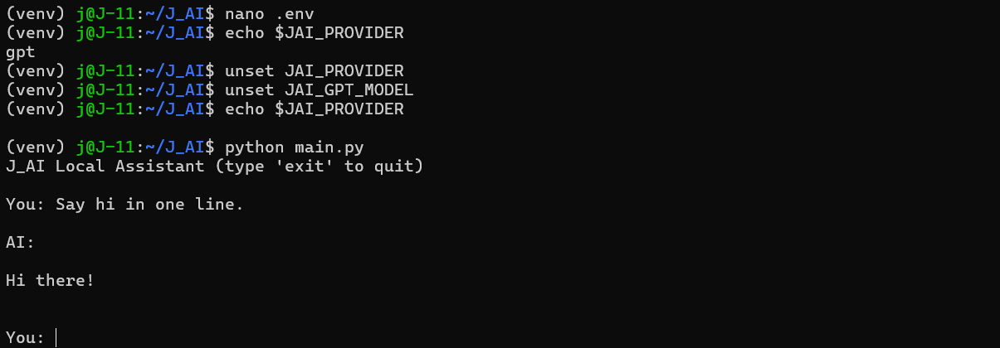 (venv) j@J-11:~/J_AI$ nano .env
(venv) j@J-11:~/J_AI$ echo $JAI_PROVIDER
gpt
(venv) j@J-11:~/J_AI$ unset JAI_PROVIDER
(venv) j@J-11:~/J_AI$ unset JAI_GPT_MODEL
(venv) j@J-11:~/J_AI$ echo $JAI_PROVIDER
(venv) j@J-11:~/J_AI$ python main.py
J_AI Local Assistant (type 'exit' to quit)
You: Say hi in one line.
AI:
Hi there!
You: